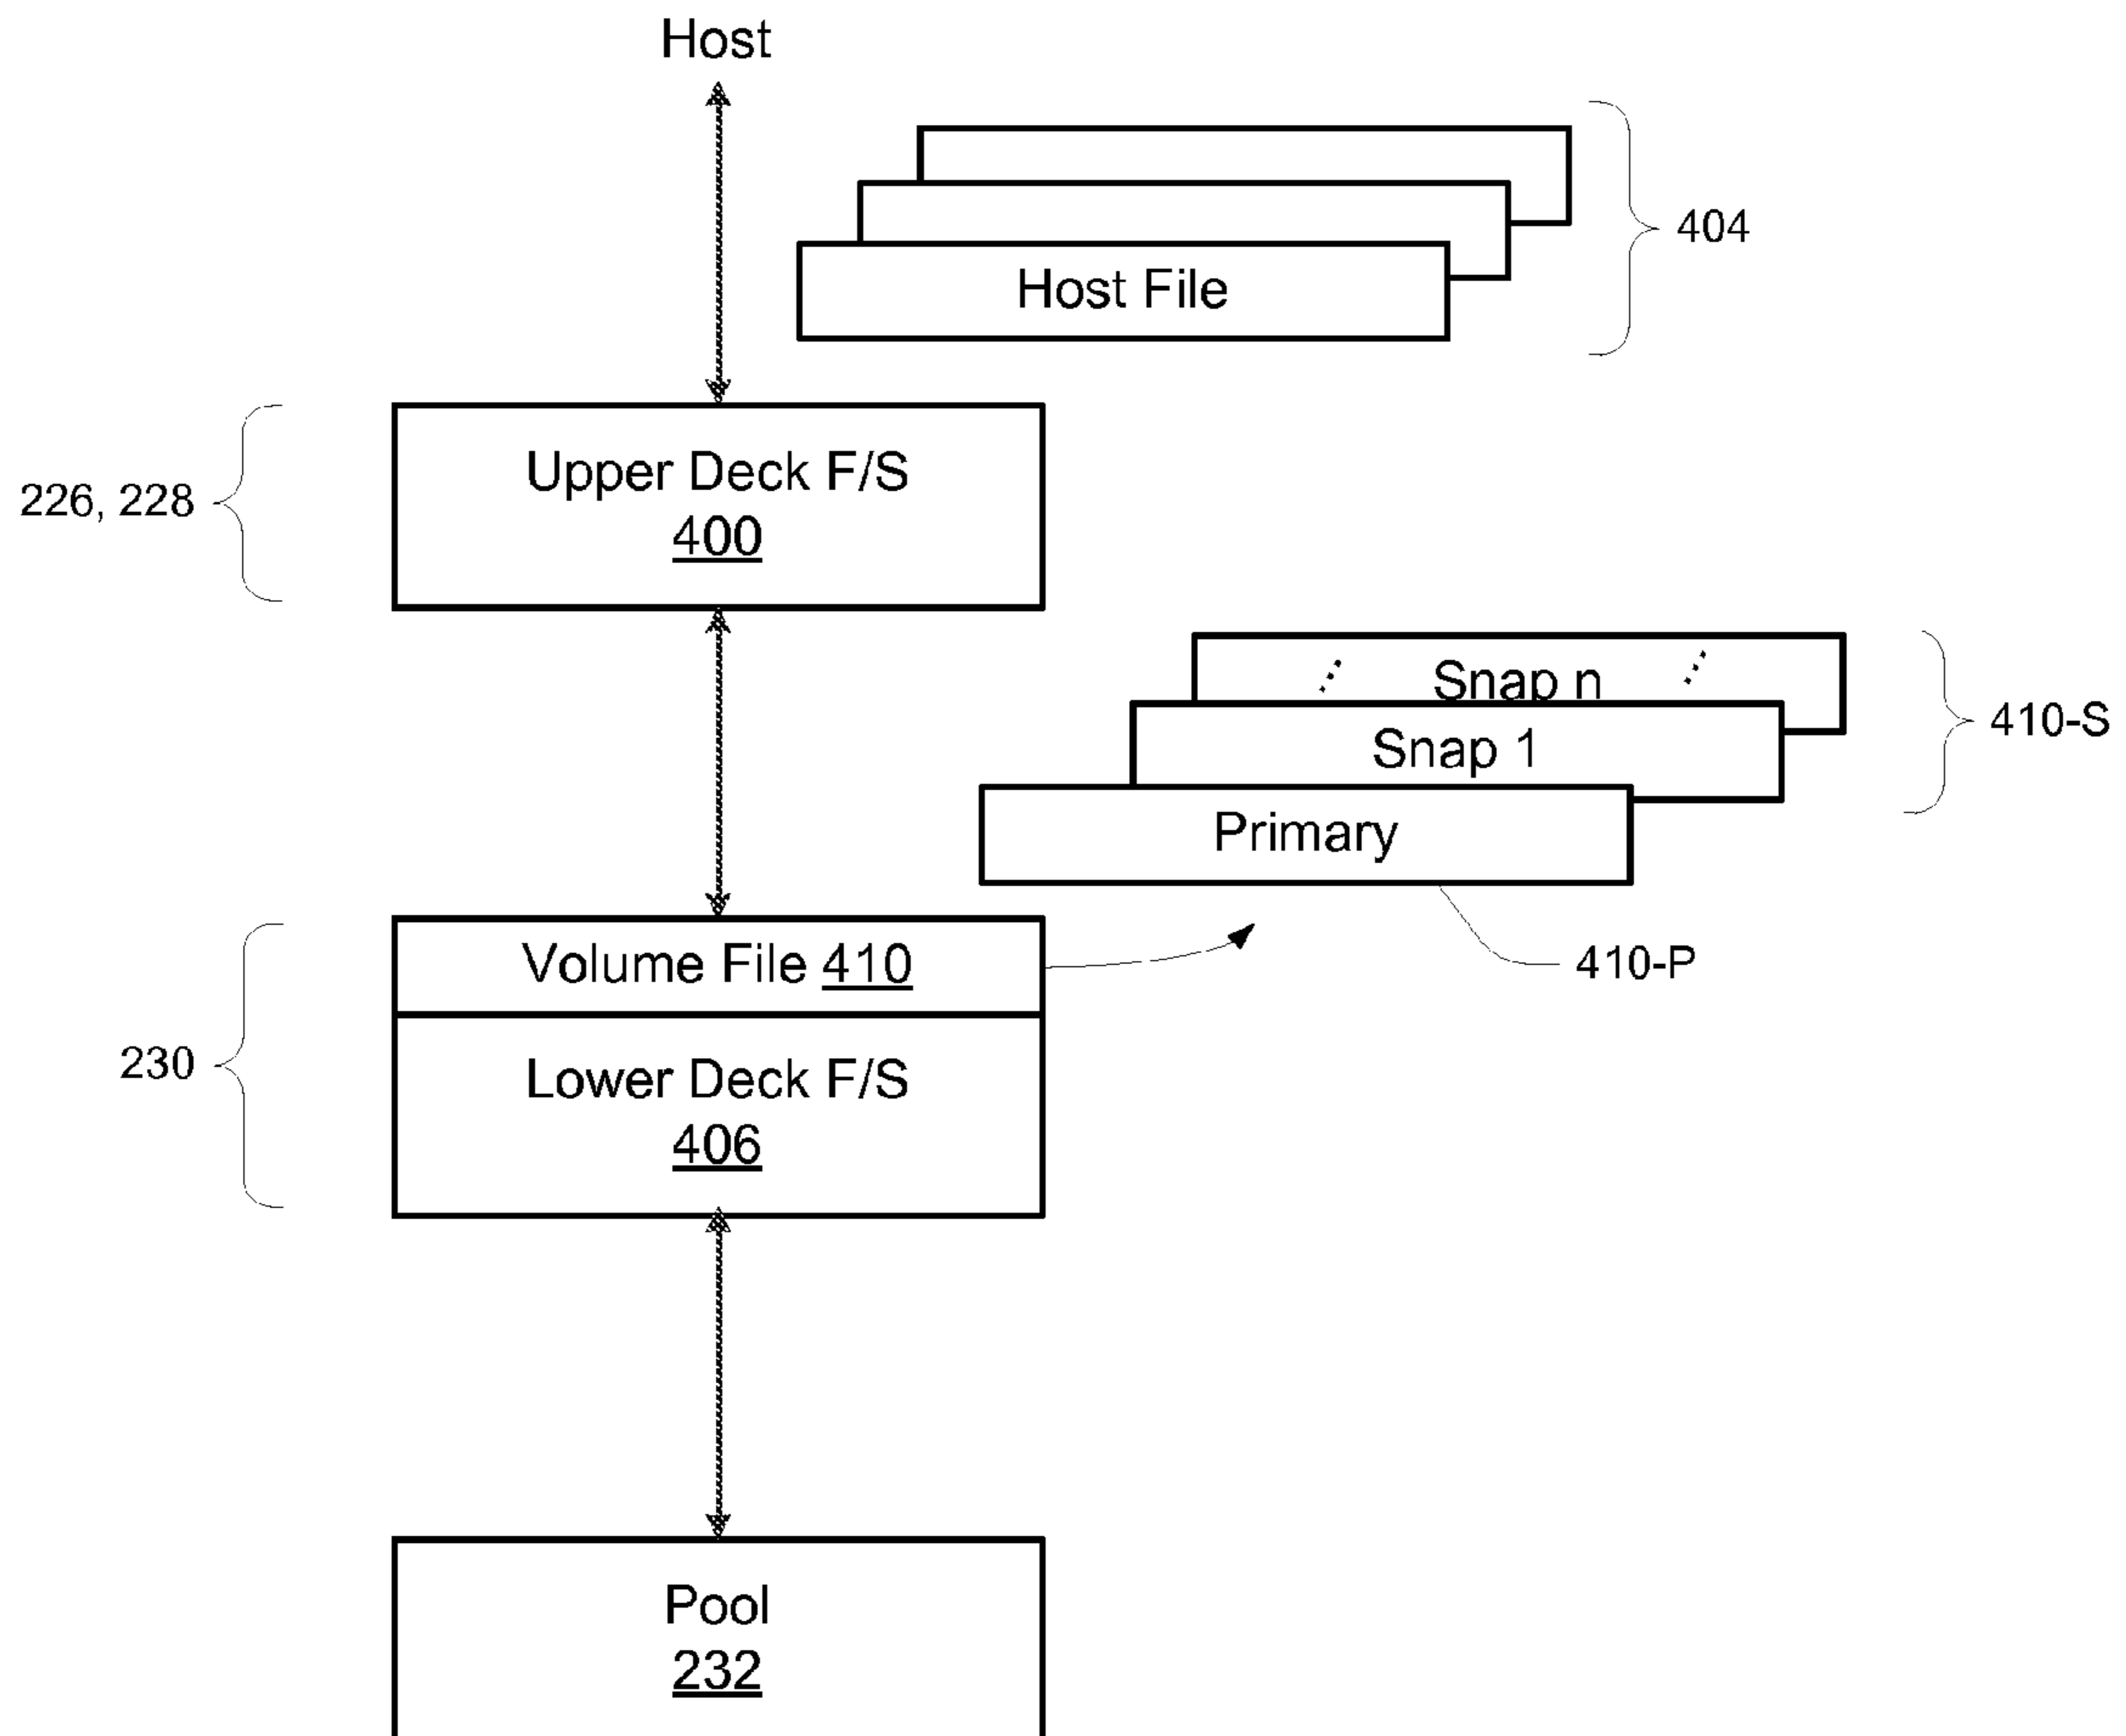 Host
404
Host File
Upper Deck F/S
400
226, 228
Snap n
410-S
Snap 1
Primary
Volume File 410
410-P
230
Lower Deck F/S
406
Pool
232